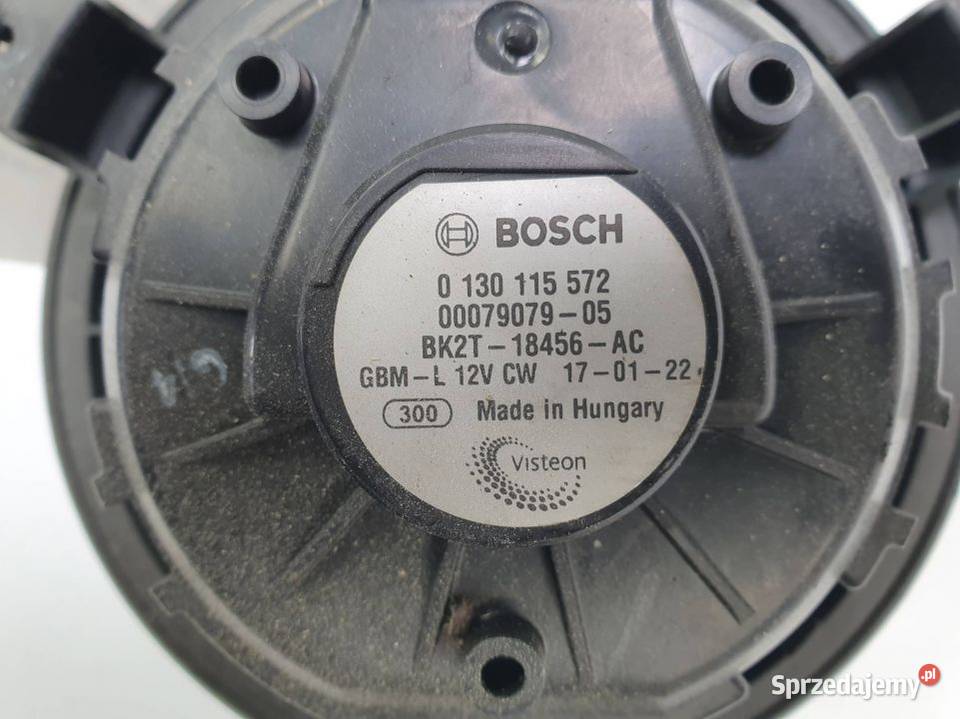 BOSCH
0 130 115 572
00079079-05
BK2T-18456-AC
GBM-L 12V CW 17-01-22
300 Made in Hungary
Visteon
Sprzedajemy.pl